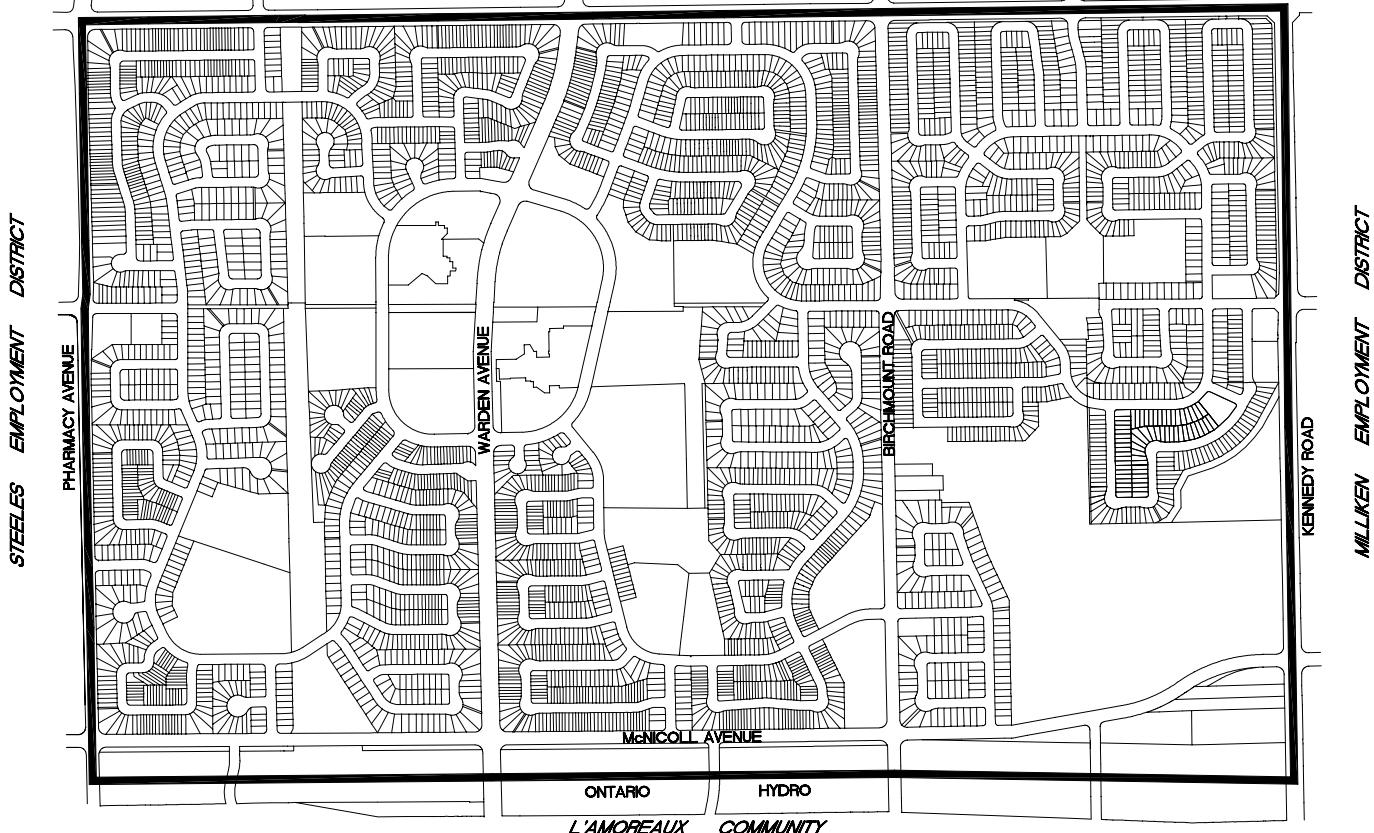 STEELES EMPLOYMENT DISTRICT
PHARMACY AVENUE
WARDEN AVENUE
BIRCHMOUNT ROAD
KENNEDY ROAD
MILLIKEN EMPLOYMENT DISTRICT
McNICOLL AVENUE
ONTARIO HYDRO
L'AMOREAUX COMMUNITY